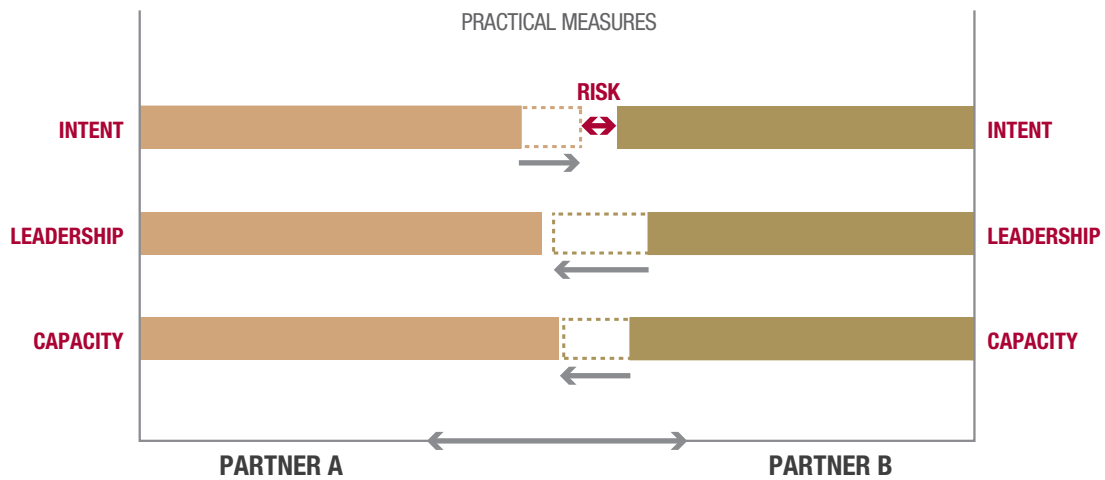 PRACTICAL MEASURES
RISK
INTENT
INTENT
LEADERSHIP
LEADERSHIP
CAPACITY
CAPACITY
PARTNER A
PARTNER B